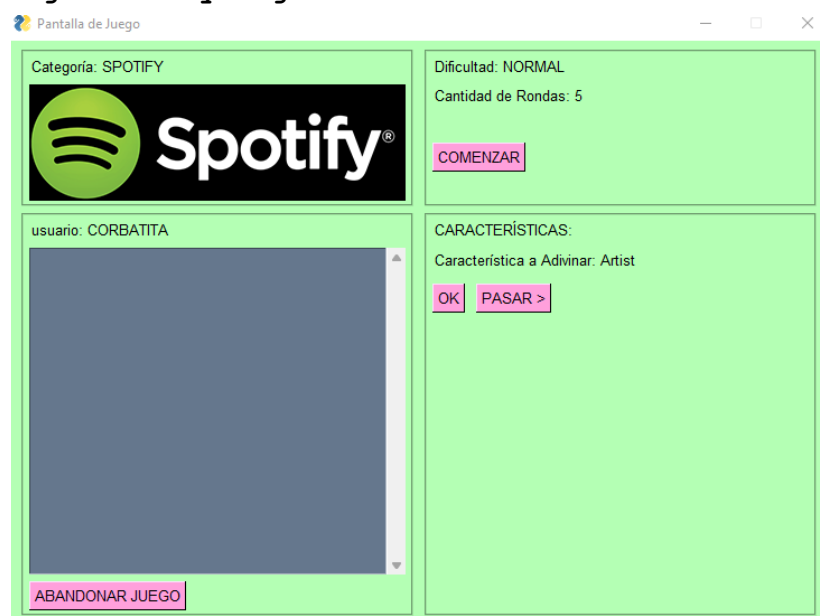 Pantalla de Juego
Categoría: SPOTIFY
Spotify®
Dificultad: NORMAL
Cantidad de Rondas: 5
COMENZAR
usuario: CORBATITA
ABANDONAR JUEGO
CARACTERÍSTICAS:
Característica a Adivinar: Artist
OK PASAR >